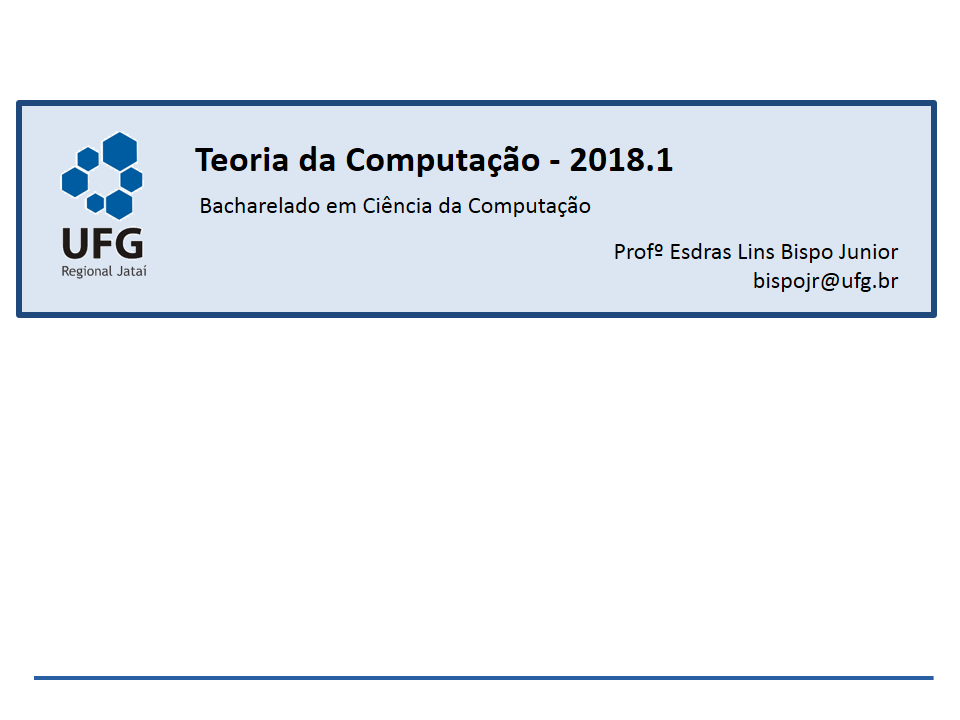 Teoria da Computação - 2018.1
Bacharelado em Ciência da Computação
UFG
Regional Jataí
Profº Esdras Lins Bispo Junior
bispojr@ufg.br